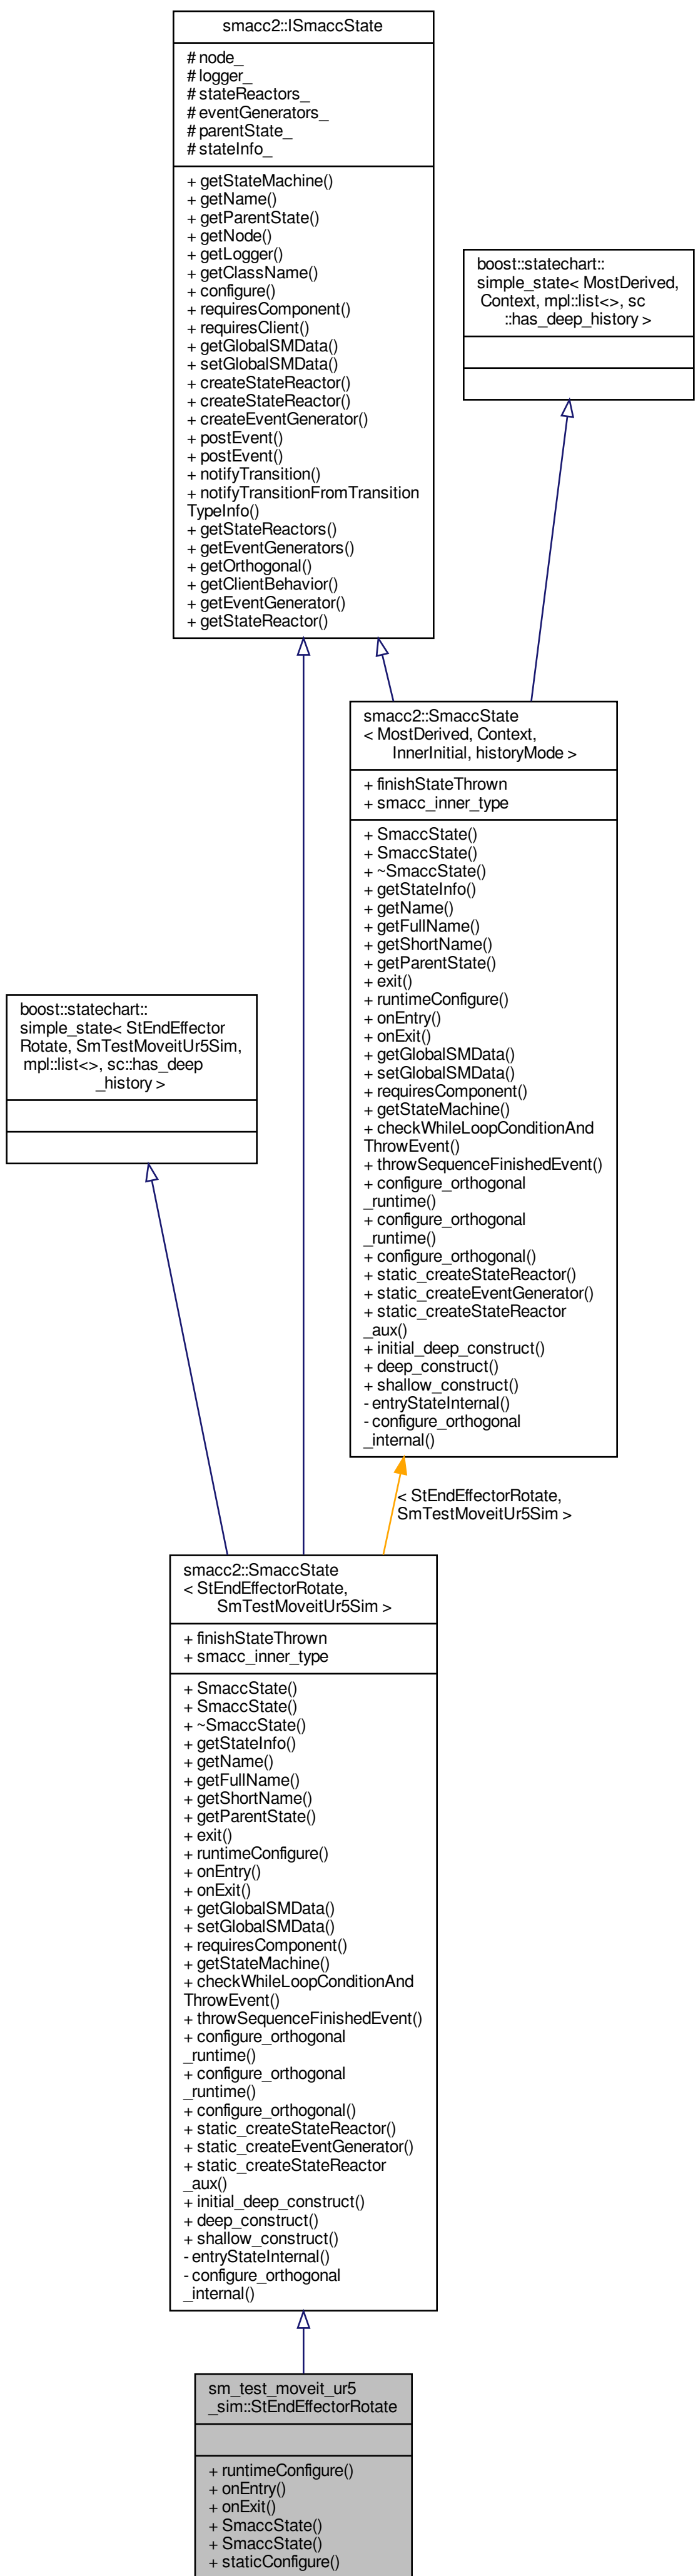 smacc2::ISmaccState
# node_
# logger_
# stateReactors_
# eventGenerators_
# parentState_
# stateInfo_
+ getStateMachine()
+ getName()
+ getParentState()
+ getNode()
+ getLogger()
+ getClassName()
+ configure()
+ requiresComponent()
+ requiresClient()
+ getGlobalSMData()
+ setGlobalSMData()
+ createStateReactor()
+ createStateReactor()
+ createEventGenerator()
+ postEvent()
+ postEvent()
+ notifyTransition()
+ notifyTransitionFromTransition
TypeInfo()
+ getStateReactors()
+ getEventGenerators()
+ getOrthogonal()
+ getClientBehavior()
+ getEventGenerator()
+ getStateReactor()
boost::statechart::
simple_state< MostDerived,
Context, mpl::list<>, sc
::has_deep_history >
smacc2::SmaccState
< MostDerived, Context,
InnerInitial, historyMode >
+ finishStateThrown
+ smacc_inner_type
+ SmaccState()
+ SmaccState()
+ ~SmaccState()
+ getStateInfo()
+ getName()
+ getFullName()
+ getShortName()
+ getParentState()
+ exit()
+ runtimeConfigure()
+ onEntry()
+ onExit()
+ getGlobalSMData()
+ setGlobalSMData()
+ requiresComponent()
+ getStateMachine()
+ checkWhileLoopConditionAnd
ThrowEvent()
+ throwSequenceFinishedEvent()
+ configure_orthogonal
_runtime()
+ configure_orthogonal
_runtime()
+ configure_orthogonal()
+ static_createStateReactor()
+ static_createEventGenerator()
+ static_createStateReactor
_aux()
+ initial_deep_construct()
+ deep_construct()
+ shallow_construct()
- entryStateInternal()
- configure_orthogonal
_internal()
boost::statechart::
simple_state< StEndEffector
Rotate, SmTestMoveitUr5Sim,
mpl::list<>, sc::has_deep
_history >
< StEndEffectorRotate,
SmTestMoveitUr5Sim >
smacc2::SmaccState
< StEndEffectorRotate,
SmTestMoveitUr5Sim >
+ finishStateThrown
+ smacc_inner_type
+ SmaccState()
+ SmaccState()
+ ~SmaccState()
+ getStateInfo()
+ getName()
+ getFullName()
+ getShortName()
+ getParentState()
+ exit()
+ runtimeConfigure()
+ onEntry()
+ onExit()
+ getGlobalSMData()
+ setGlobalSMData()
+ requiresComponent()
+ getStateMachine()
+ checkWhileLoopConditionAnd
ThrowEvent()
+ throwSequenceFinishedEvent()
+ configure_orthogonal
_runtime()
+ configure_orthogonal
_runtime()
+ configure_orthogonal()
+ static_createStateReactor()
+ static_createEventGenerator()
+ static_createStateReactor
_aux()
+ initial_deep_construct()
+ deep_construct()
+ shallow_construct()
- entryStateInternal()
- configure_orthogonal
_internal()
sm_test_moveit_ur5
_sim::StEndEffectorRotate
+ runtimeConfigure()
+ onEntry()
+ onExit()
+ SmaccState()
+ SmaccState()
+ staticConfigure()